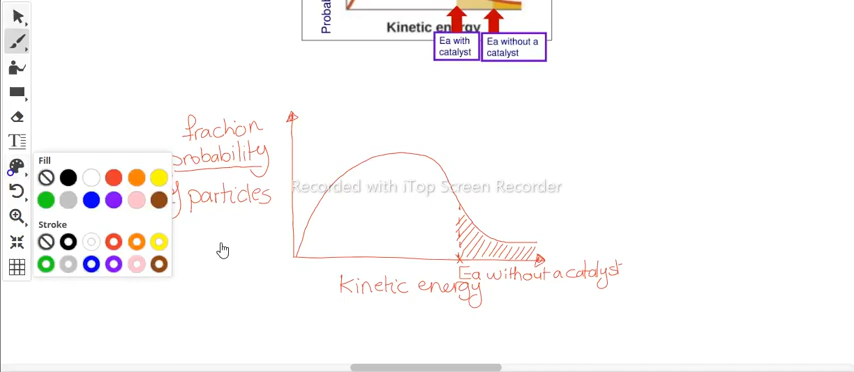 Probab
Kinetic energy
Ea with
catalyst
Ea without a
catalyst
fraction
probability
of particles
Recorded with iTop Screen Recorder
Fill
Stroke
Ea without a catalyst
Kinetic energy
T